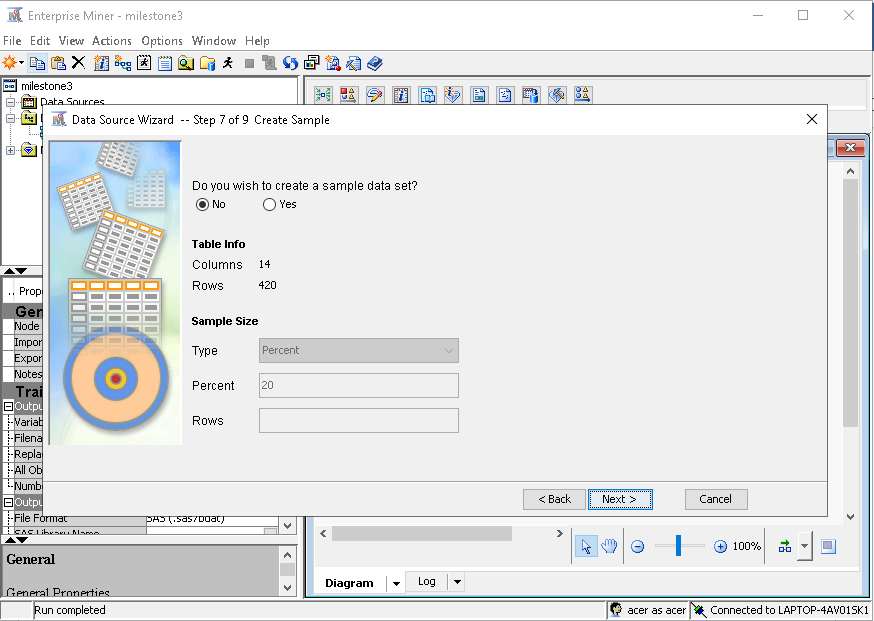 Enterprise Miner - milestone3
File Edit View Actions Options Window Help
milestone3
Data Sources
Data Source Wizard -- Step 7 of 9 Create Sample
Do you wish to create a sample data set?
No Yes
Table Info
Columns 14
Rows 420
Sample Size
Type Percent
Percent 20
Rows
< Back Next > Cancel
.. Prop
Gen
Node
Impor
Expor
Notes
Trai
Outpu
Variab
Filena
Repla
All Ob
Numb
Outpu
File Format SAS (.sas7bdat)
SAS Library Name
General
General Properties
100%
Diagram Log
Run completed
acer as acer Connected to LAPTOP-4AV015K1